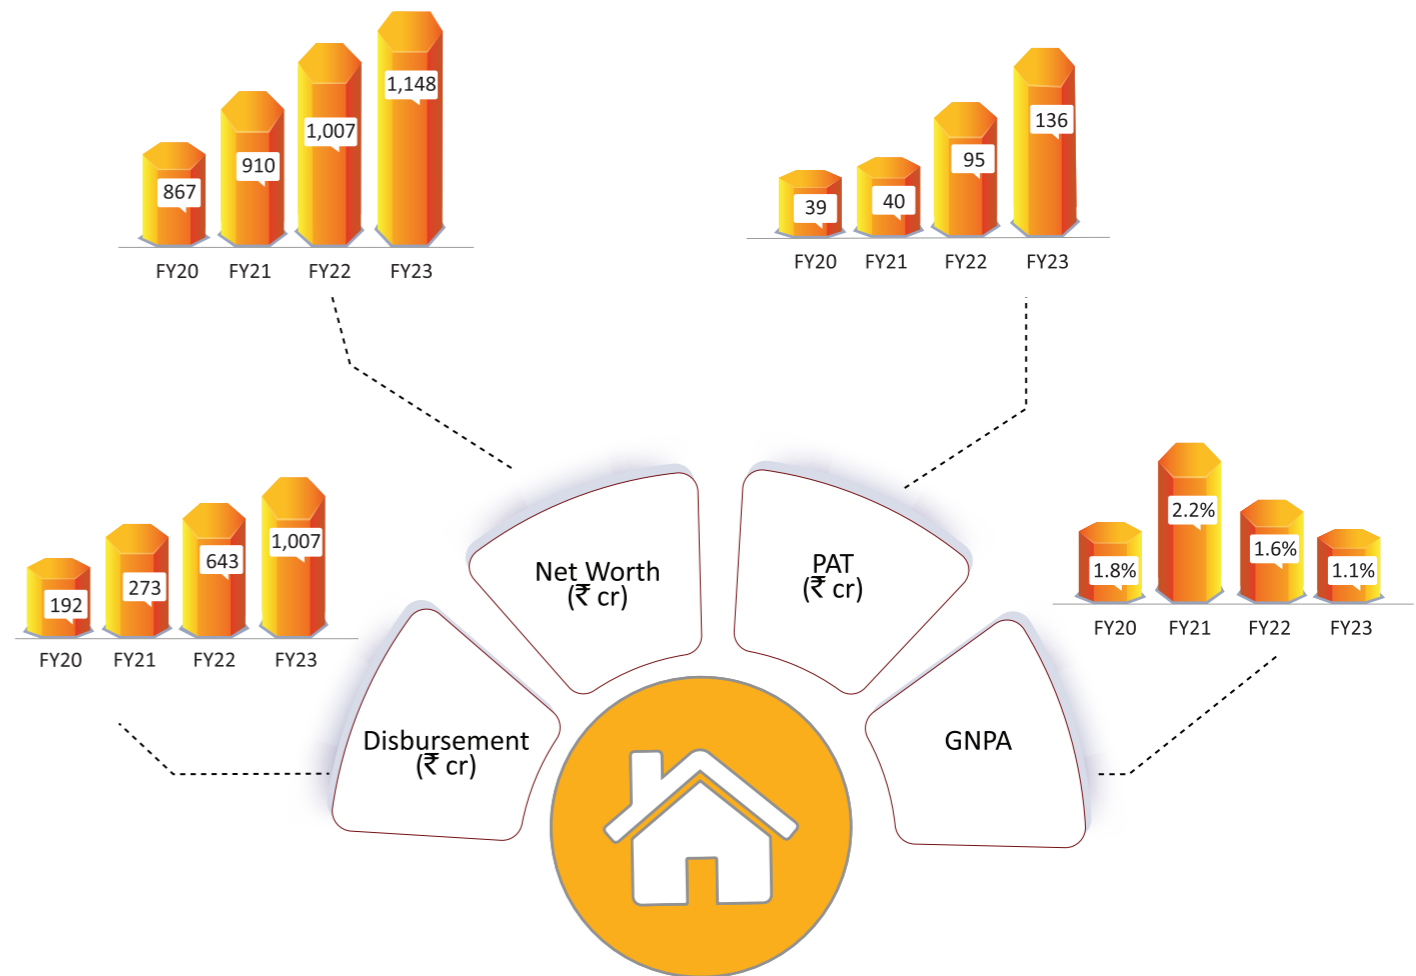 1,148
1,007
910
867
FY20 FY21 FY22 FY23
136
95
40
39
FY20 FY21 FY22 FY23
1,007
643
273
192
FY20 FY21 FY22 FY23
2.2%
1.6%
1.8%
1.1%
FY20 FY21 FY22 FY23
Net Worth
(₹ cr)
PAT
(₹ cr)
Disbursement
(₹ cr)
GNPA